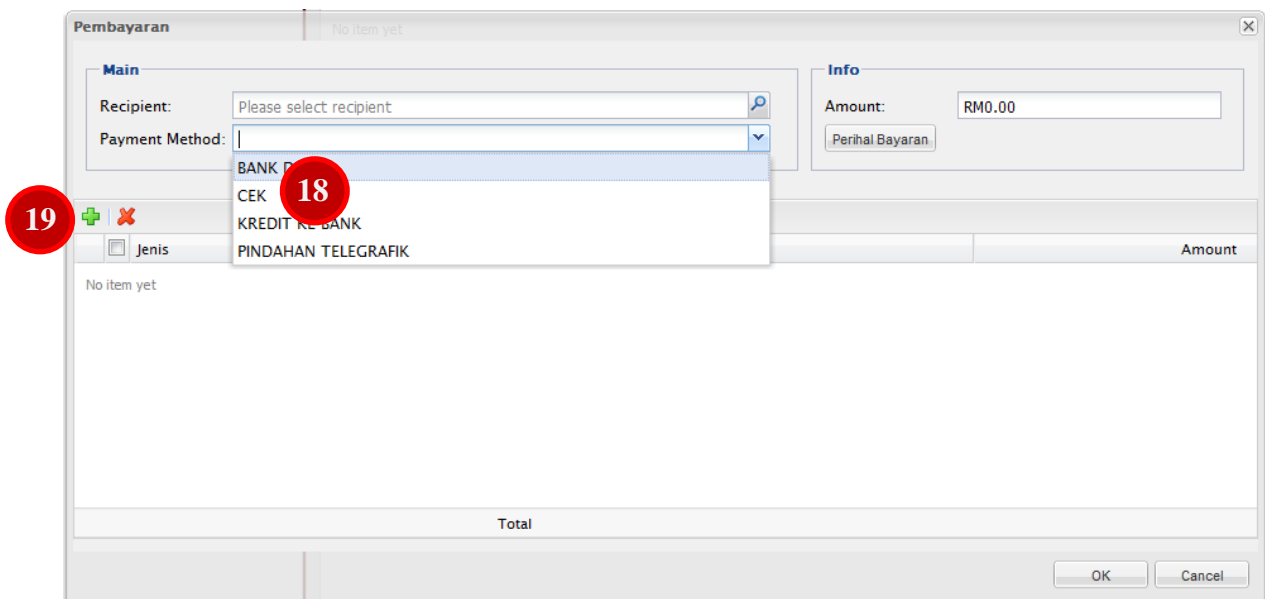 Pembayaran
No item yet
Main
Recipient: Please select recipient
Payment Method:
BANK
CEK
KREDIT KE BANK
PINDAHAN TELEGRAFIK
18
Info
Amount: RM0.00
Perihal Bayaran
19
Jenis Amount
No item yet
Total
OK Cancel